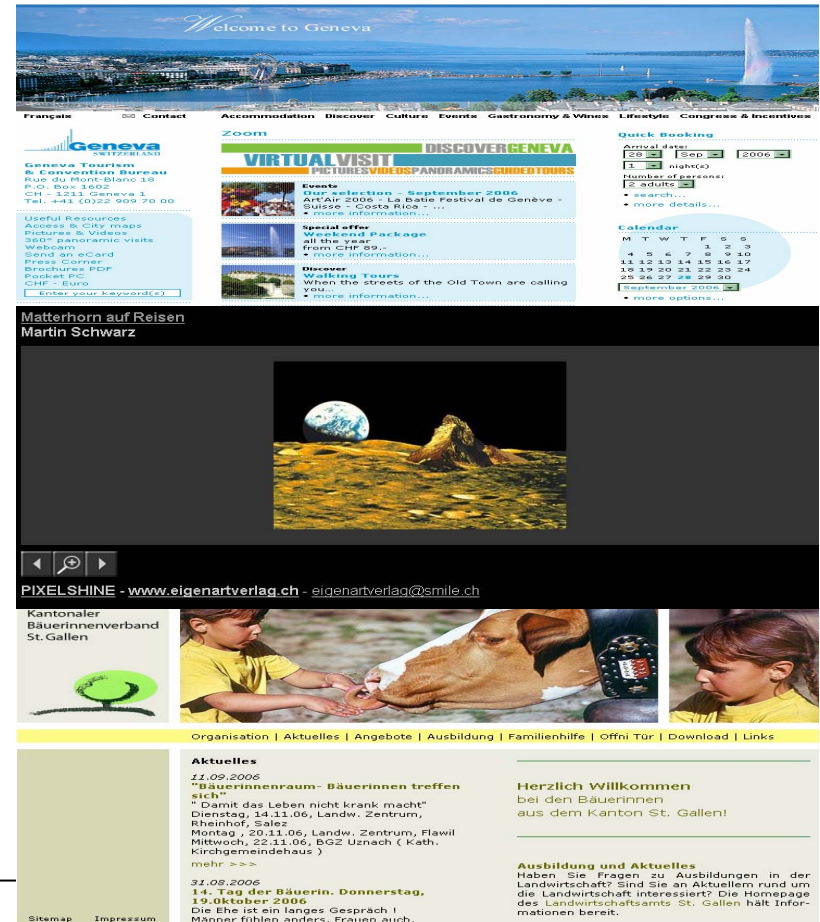 Welcome to Geneva
Français Contact Accommodation Discover Culture Events Gastronomy & Wines Lifestyle Congress & Incentives
Geneva
SWITZERLAND
Geneva Tourism
& Convention Bureau
Rue du Mont-Blanc 18
P.O. Box 1602
CH - 1211 Geneva 1
Tel. +41 (0)22 909 70 00
Useful Resources
Access & City maps
Pictures & Videos
360° panoramic visits
Webcam
Send an eCard
Press Corner
Brochures PDF
Pocket PC
CHF - Euro
Enter your keyword(s)
Zoom
DISCOVERGENEVA
VIRTUALVISIT
PICTURESVIDEOSPANORAMICSGUIDEDTOURS
Events
Our selection - September 2006
Art'Air 2006 - La Batie Festival de Genève -
Suisse - Costa Rica - ...
• more information...
Special offer
Weekend Package
all the year
from CHF 89.-
• more information...
Discover
Walking Tours
When the streets of the Old Town are calling
you...
• more information...
Quick Booking
Arrival date:
28 Sep 2006
1 night(s)
Number of persons:
2 adults
• search...
• more details...
Calendar
M T W T F S S
1 2 3
4 5 6 7 8 9 10
11 12 13 14 15 16 17
18 19 20 21 22 23 24
25 26 27 28 29 30
September 2006
• more options...
Matterhorn auf Reisen
Martin Schwarz
PIXELSHINE - www.eigenartverlag.ch - eigenartverlag@smile.ch
Kantonaler
Bäuerinnenverband
St.Gallen
Organisation | Aktuelles | Angebote | Ausbildung | Familienhilfe | Offni Tür | Download | Links
Aktuelles
11.09.2006
"Bäuerinnenraum- Bäuerinnen treffen
sich"
" Damit das Leben nicht krank macht"
Dienstag, 14.11.06, Landw. Zentrum,
Rheinhof, Salez
Montag , 20.11.06, Landw. Zentrum, Flawil
Mittwoch, 22.11.06, BGZ Uznach ( Kath.
Kirchgemeindehaus )
mehr >>>
31.08.2006
14. Tag der Bäuerin. Donnerstag,
19.Oktober 2006
Die Ehe ist ein langes Gespräch !
Männer fühlen anders, Frauen auch.
Herzlich Willkommen
bei den Bäuerinnen
aus dem Kanton St. Gallen!
Ausbildung und Aktuelles
Haben Sie Fragen zu Ausbildungen in der
Landwirtschaft? Sind Sie an Aktuellem rund um
die Landwirtschaft interessiert? Die Homepage
des Landwirtschaftsamts St. Gallen hält Infor-
mationen bereit.
Sitemap Impressum